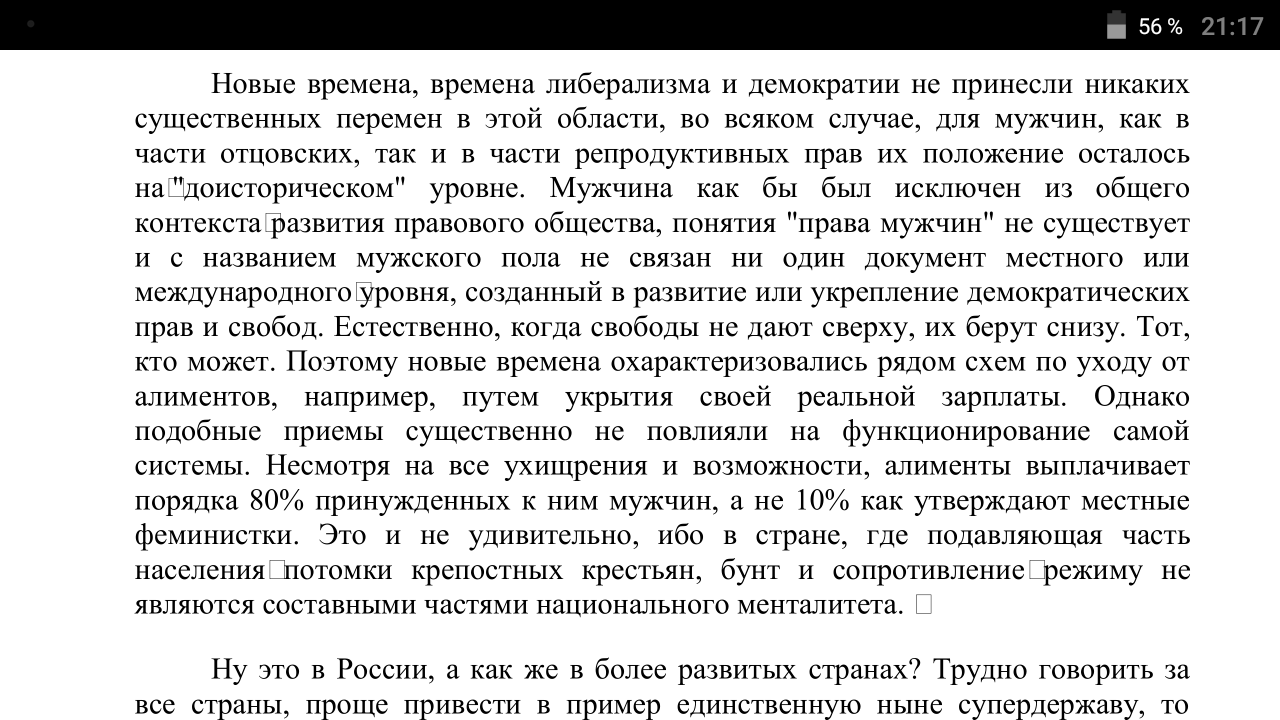 56 % 21:17
Новые времена, времена либерализма и демократии не принесли никаких
существенных перемен в этой области, во всяком случае, для мужчин, как в
части отцовских, так и в части репродуктивных прав их положение осталось
на "доисторическом" уровне. Мужчина как бы был исключен из общего
контекста развития правового общества, понятия "права мужчин" не существует
и с названием мужского пола не связан ни один документ местного или
международного уровня, созданный в развитие или укрепление демократических
прав и свобод. Естественно, когда свободы не дают сверху, их берут снизу. Тот,
кто может. Поэтому новые времена охарактеризовались рядом схем по уходу от
алиментов, например, путем укрытия своей реальной зарплаты. Однако
подобные приемы существенно не повлияли на функционирование самой
системы. Несмотря на все ухищрения и возможности, алименты выплачивает
порядка 80% принужденных к ним мужчин, а не 10% как утверждают местные
феминистки. Это и не удивительно, ибо в стране, где подавляющая часть
населения потомки крепостных крестьян, бунт и сопротивление режиму не
являются составными частями национального менталитета.
Ну это в России, а как же в более развитых странах? Трудно говорить за
все страны, проще привести в пример единственную ныне супердержаву, то